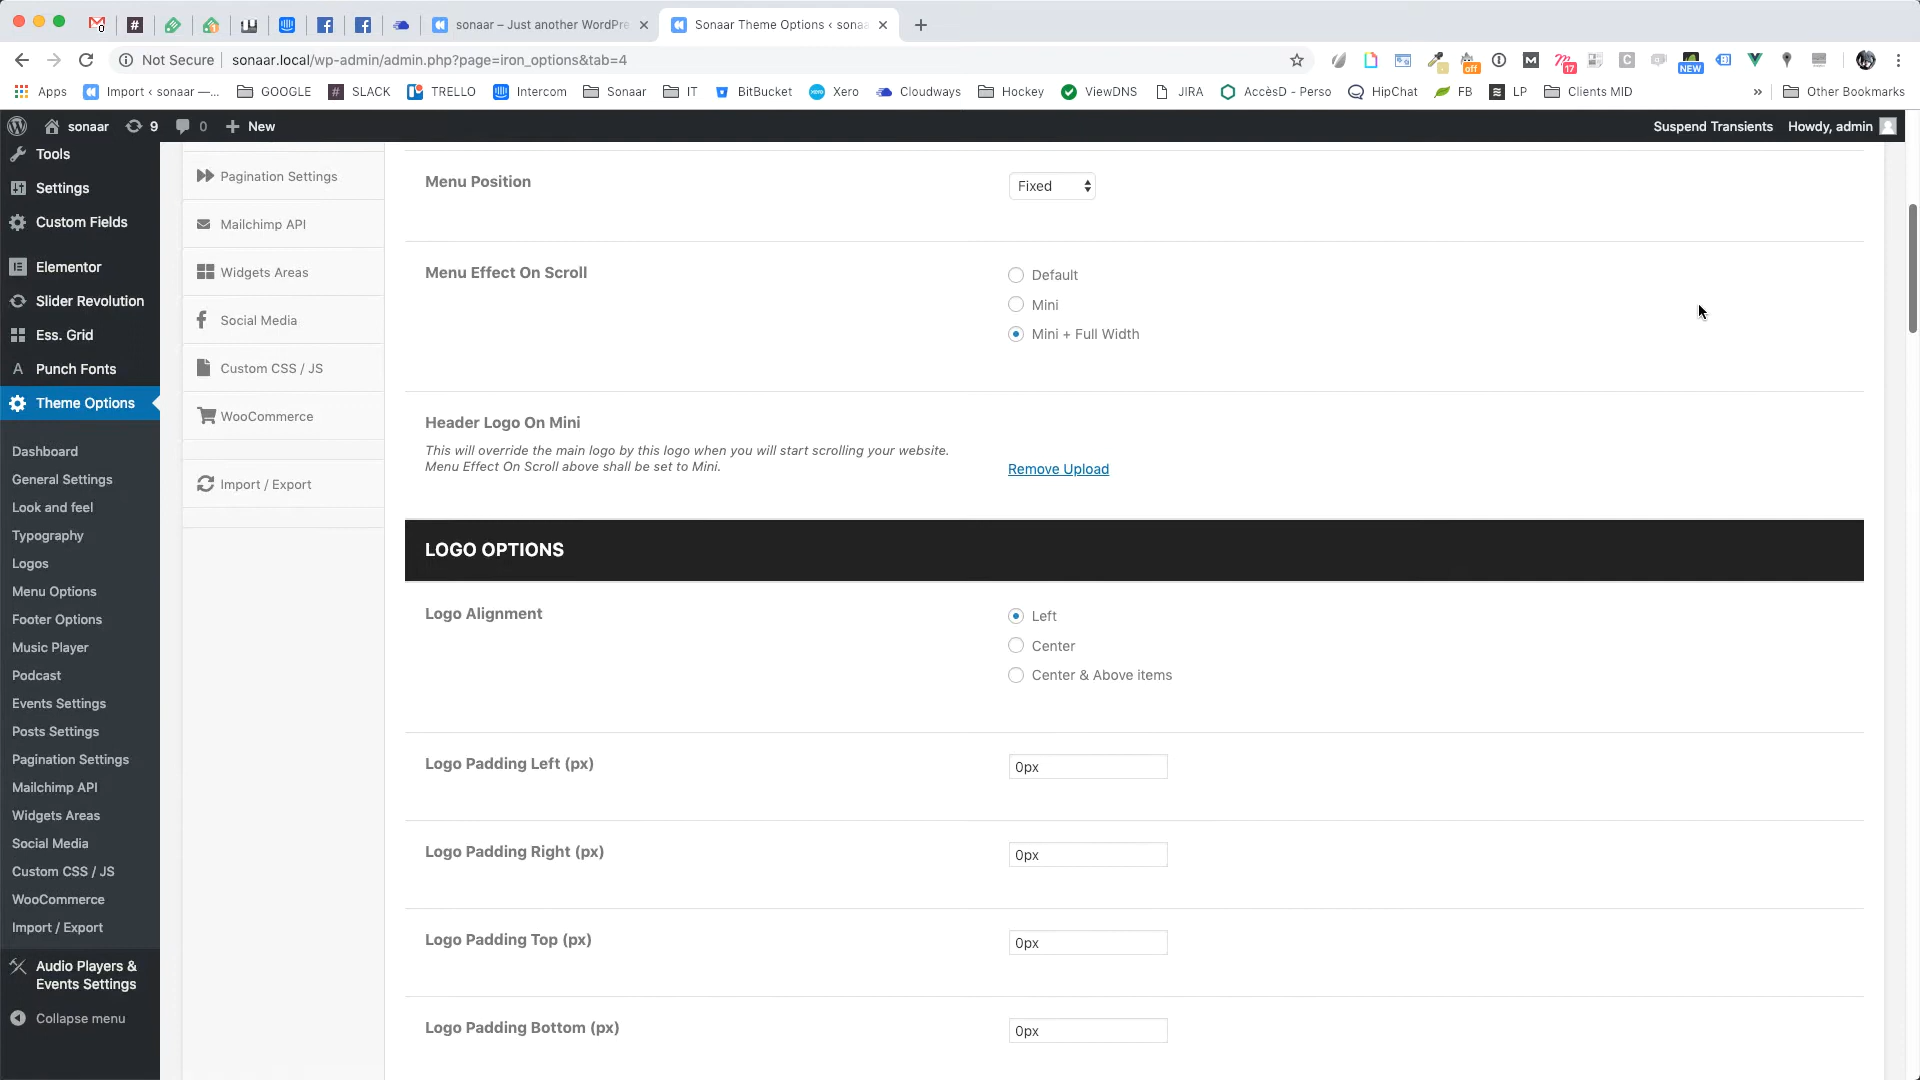 sonaar – Just another WordPre
Sonaar Theme Options ‹ sonaa
Not Secure
sonaar.local/wp-admin/admin.php?page=iron_options&tab=4
off
17
NEW
Apps
Import ‹ sonaar —...
GOOGLE
SLACK
TRELLO
Intercom
Sonaar
IT
BitBucket
Xero
Cloudways
Hockey
ViewDNS
JIRA
AccèsD - Perso
HipChat
FB
LP
Clients MID
»
Other Bookmarks
sonaar
9
0
New
Suspend Transients
Howdy, admin
Tools
Settings
Custom Fields
Elementor
Slider Revolution
Ess. Grid
Punch Fonts
Theme Options
Dashboard
General Settings
Look and feel
Typography
Logos
Menu Options
Footer Options
Music Player
Podcast
Events Settings
Posts Settings
Pagination Settings
Mailchimp API
Widgets Areas
Social Media
Custom CSS / JS
WooCommerce
Import / Export
Audio Players &
Events Settings
Collapse menu
Pagination Settings
Mailchimp API
Widgets Areas
Social Media
Custom CSS / JS
WooCommerce
Import / Export
Menu Position
Fixed
Menu Effect On Scroll
Default
Mini
Mini + Full Width
Header Logo On Mini
This will override the main logo by this logo when you will start scrolling your website.
Menu Effect On Scroll above shall be set to Mini.
Remove Upload
LOGO OPTIONS
Logo Alignment
Left
Center
Center & Above items
Logo Padding Left (px)
0px
Logo Padding Right (px)
0px
Logo Padding Top (px)
0px
Logo Padding Bottom (px)
0px